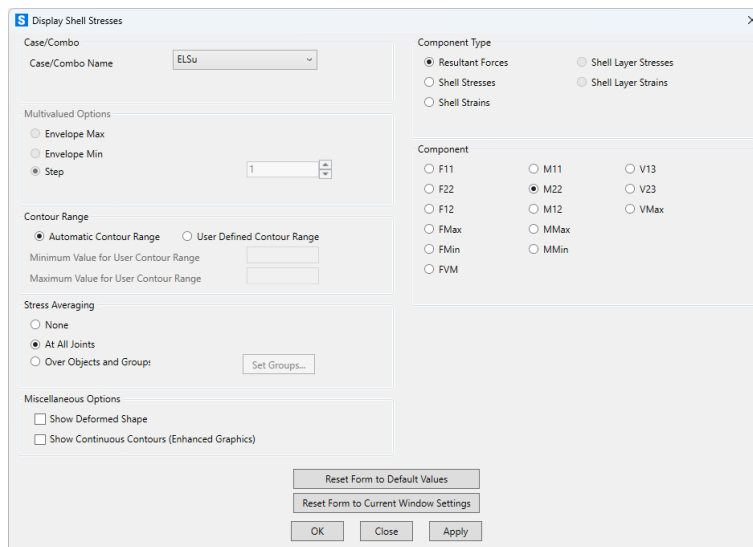 S Display Shell Stresses
Case/Combo
Case/Combo Name ELSu
Multivalued Options
Envelope Max
Envelope Min
Step 1
Contour Range
Automatic Contour Range User Defined Contour Range
Minimum Value for User Contour Range
Maximum Value for User Contour Range
Stress Averaging
None
At All Joints
Over Objects and Groups
Set Groups...
Miscellaneous Options
Show Deformed Shape
Show Continuous Contours (Enhanced Graphics)
Component Type
Resultant Forces Shell Layer Stresses
Shell Stresses Shell Layer Strains
Shell Strains
Component
F11 M11 V13
F22 M22 V23
F12 M12 VMax
FMax MMax
FMin MMin
FVM
Reset Form to Default Values
Reset Form to Current Window Settings
OK Close Apply